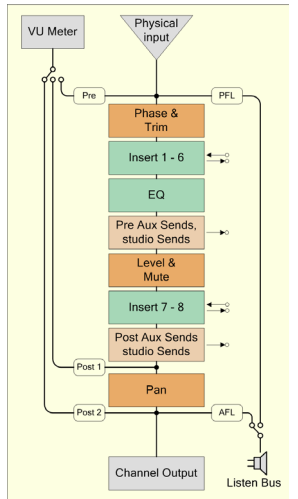 VU Meter
Physical
input
Pre
PFL
Phase &
Trim
Insert 1 - 6
EQ
Pre Aux Sends,
studio Sends
Level &
Mute
Insert 7 - 8
Post Aux Sends
studio Sends
Post 1
Pan
Post 2
AFL
Channel Output
Listen Bus